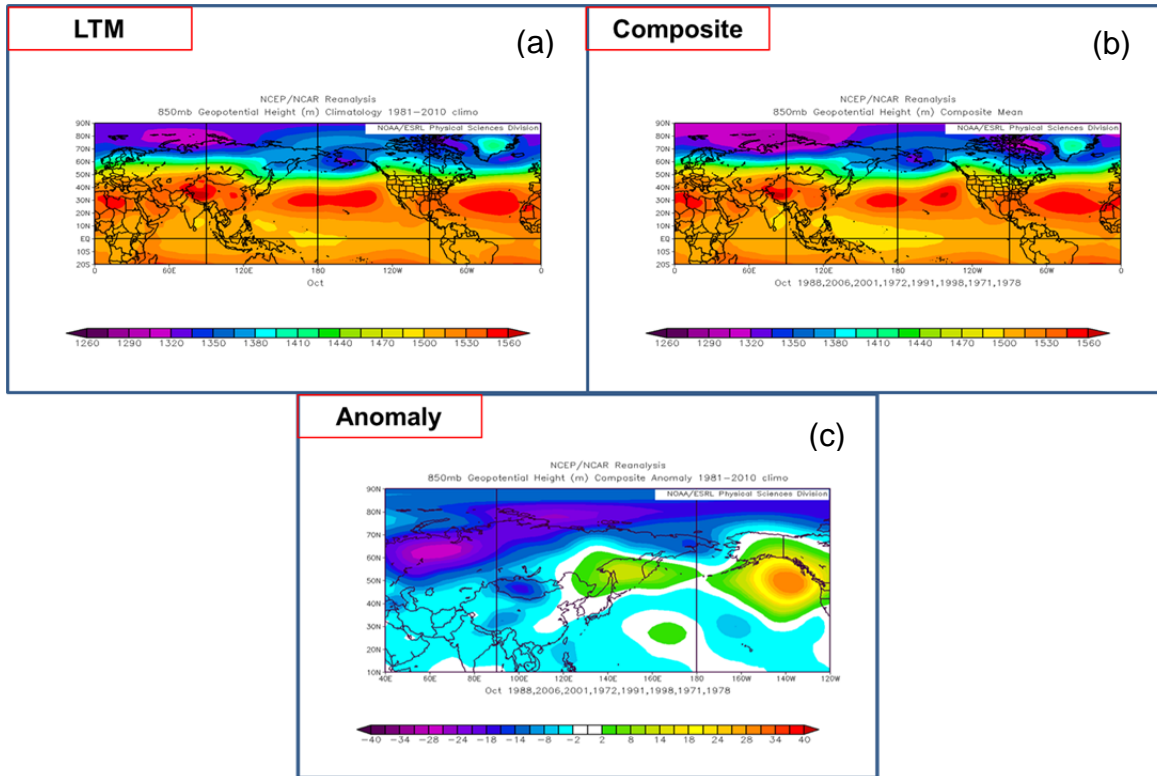 LTM
(a)
NCEP/NCAR Reanalysis
850mb Geopotential Height (m) Climatology 1981-2010 climo
NOAA/ESRL Physical Sciences Division
90N
80N
70N
60N
50N
40N
30N
20N
10N
EQ
10S
20S
0 60E 120E 180 120W 60W 0
Oct
1260 1290 1320 1350 1380 1410 1440 1470 1500 1530 1560
Composite
(b)
NCEP/NCAR Reanalysis
850mb Geopotential Height (m) Composite Mean
NOAA/ESRL Physical Sciences Division
90N
80N
70N
60N
50N
40N
30N
20N
10N
EQ
10S
20S
0 60E 120E 180 120W 60W 0
Oct 1988,2006,2001,1972,1991,1998,1971,1978
1260 1290 1320 1350 1380 1410 1440 1470 1500 1530 1560
Anomaly
(c)
NCEP/NCAR Reanalysis
850mb Geopotential Height (m) Composite Anomaly 1981-2010 climo
NOAA/ESRL Physical Sciences Division
90N
80N
70N
60N
50N
40N
30N
20N
10N
40E 60E 80E 100E 120E 140E 160E 180 160W 140W 120W
Oct 1988,2006,2001,1972,1991,1998,1971,1978
-40 -34 -28 -24 -18 -14 -8 -2 2 8 14 18 24 28 34 40